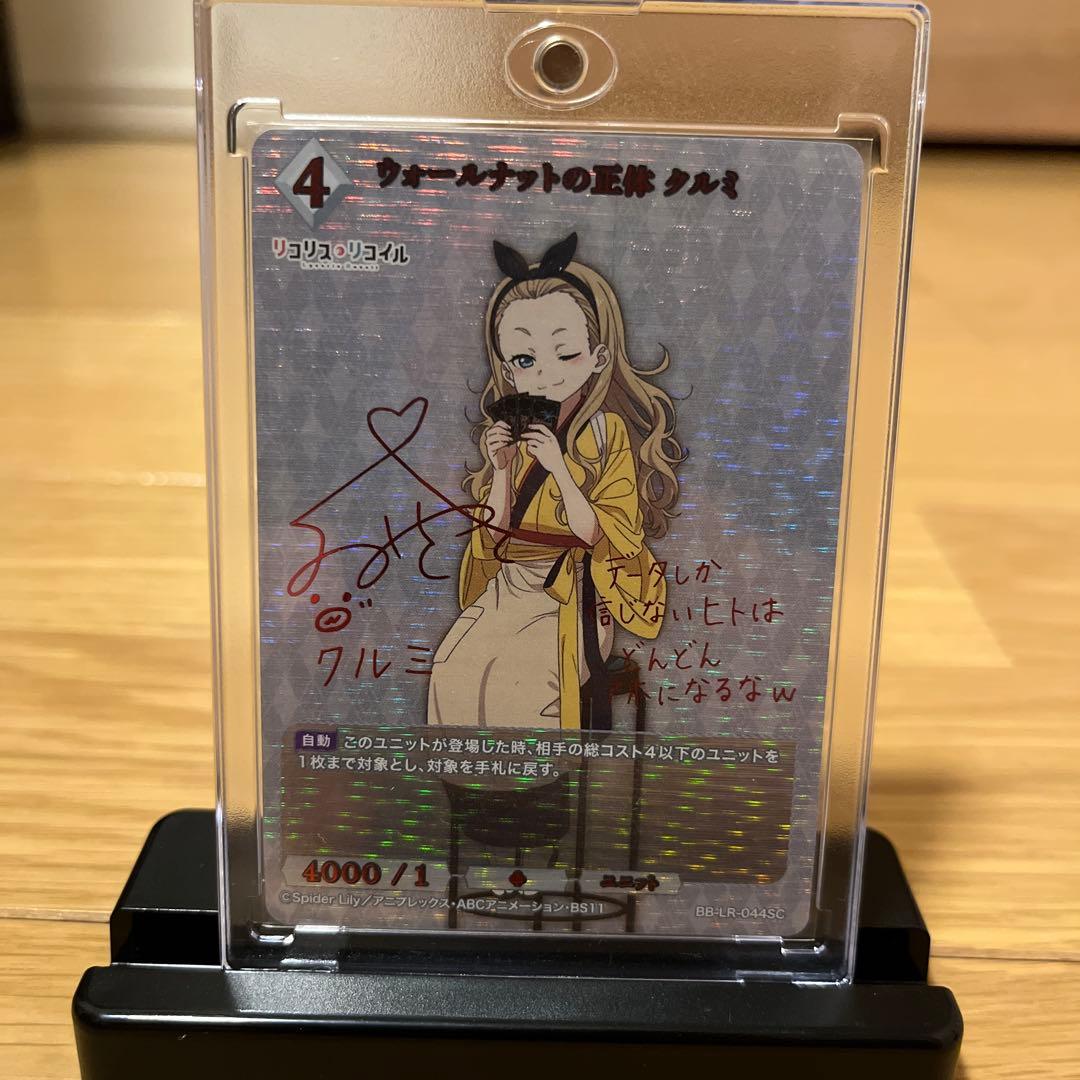 4
ウォールナットの正体 クルミ
リコリス・リコイル
Lycoris Recoil
クルミ
データしか
信じないヒトは
どんどん
になるなw
自動 このユニットが登場した時、相手の総コスト4以下のユニットを
1枚まで対象とし、対象を手札に戻す。
4000 / 1
ユニット
©Spider Lily／アニプレックス・ABCアニメーション・BS11
BB-LR-044SC